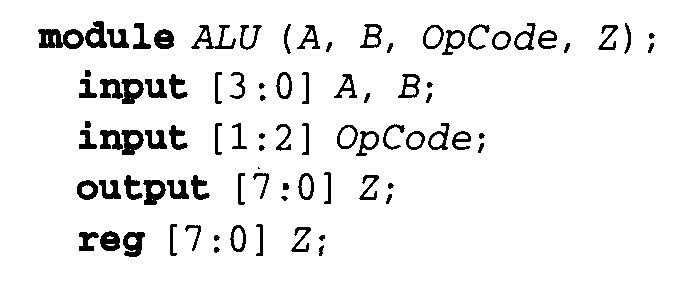 module ALU (A, B, OpCode, Z);
input [3:0] A, B;
input [1:2] OpCode;
output [7:0] Z;
reg [7:0] Z;